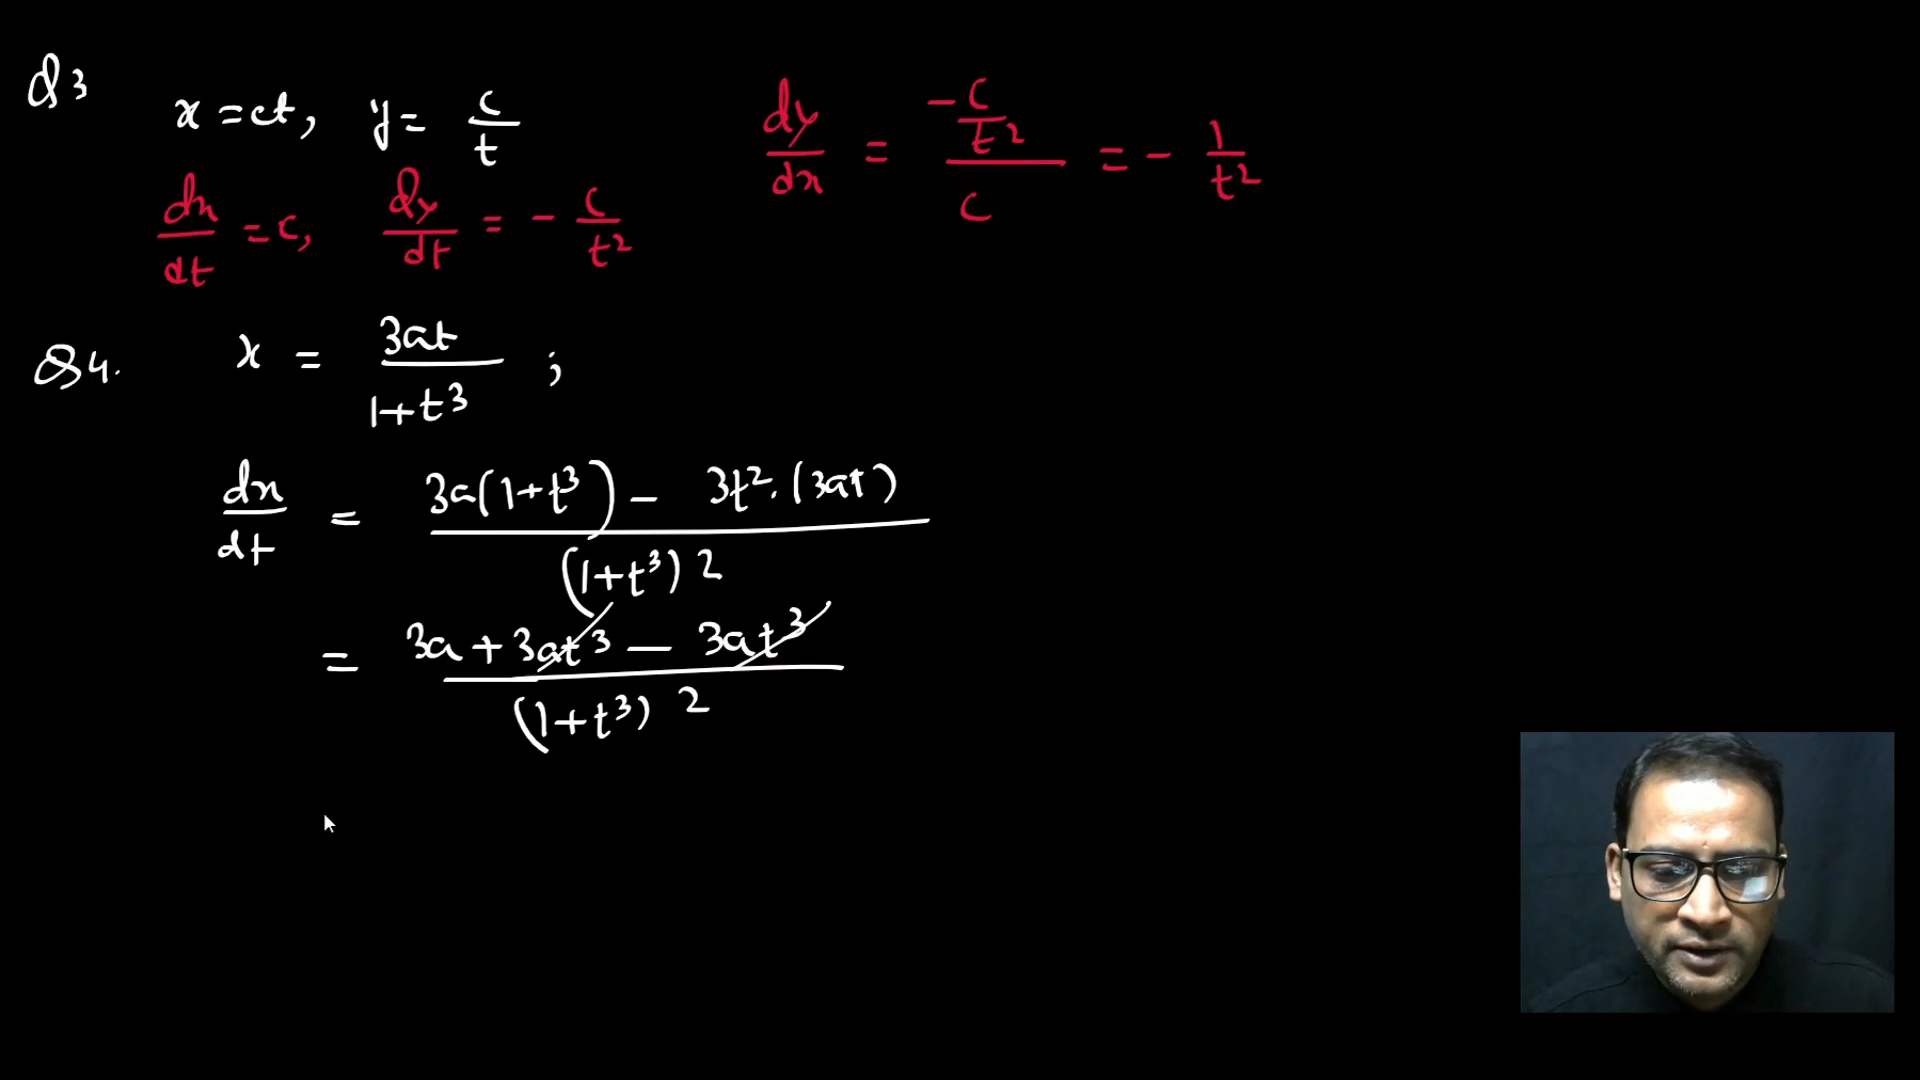 Q3
x = ct, y = c/t
dy/dx = (-c/t²)/c = - 1/t²
dx/dt = c, dy/dt = - c/t²
Q4. x = 3at/(1+t³) ;
dx/dt = (3a(1+t³) - 3t².(3at))/(1+t³)²
= (3a + 3at³ - 3at³)/(1+t³)²